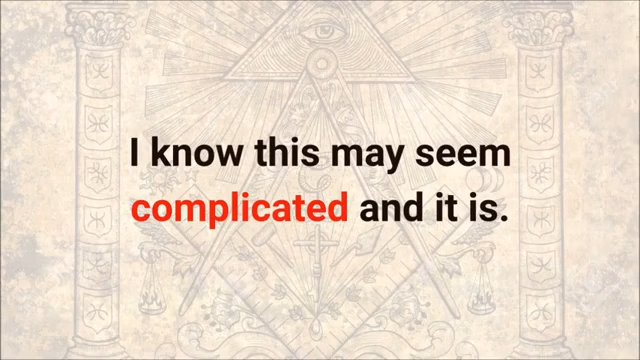 I know this may seem
complicated and it is.